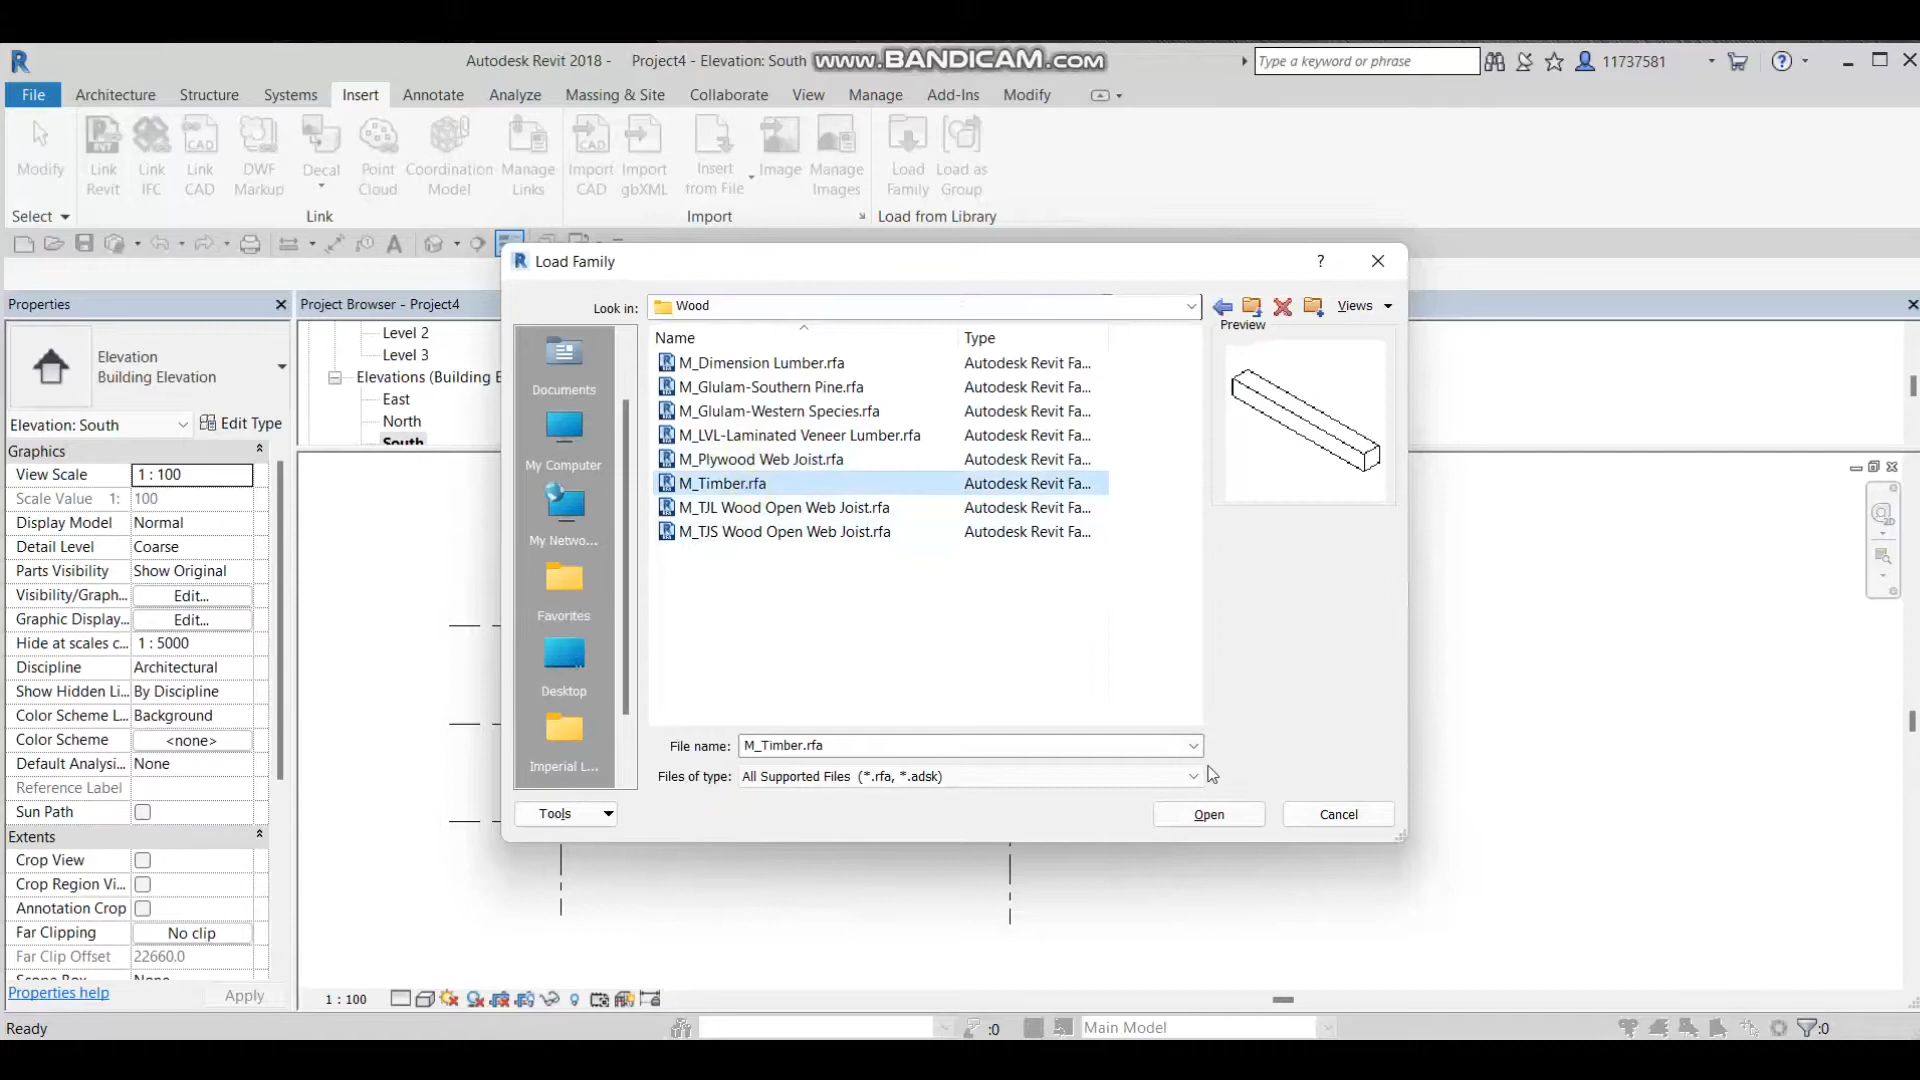 Autodesk Revit 2018 - Project4 - Elevation: South
www.BANDICAM.com
Type a keyword or phrase
11737581
File Architecture Structure Systems Insert Annotate Analyze Massing & Site Collaborate View Manage Add-Ins Modify
Modify
Link Revit
Link IFC
Link CAD
DWF Markup
Decal
Point Cloud
Coordination Model
Manage Links
Import CAD
Import gbXML
Insert from File
Image
Manage Images
Load Family
Load as Group
Select
Link
Import
Load from Library
Properties
Elevation
Building Elevation
Elevation: South
Edit Type
Graphics
View Scale 1 : 100
Scale Value 1: 100
Display Model Normal
Detail Level Coarse
Parts Visibility Show Original
Visibility/Graph... Edit...
Graphic Display... Edit...
Hide at scales c... 1 : 5000
Discipline Architectural
Show Hidden Li... By Discipline
Color Scheme L... Background
Color Scheme <none>
Default Analysi... None
Reference Label
Sun Path
Extents
Crop View
Crop Region Vi...
Annotation Crop
Far Clipping No clip
Far Clip Offset 22660.0
Scope Box None
Properties help Apply
Project Browser - Project4
Level 2
Level 3
Elevations (Building E
East
North
South
Load Family
Look in: Wood
Views
Preview
Name Type
M_Dimension Lumber.rfa Autodesk Revit Fa...
M_Glulam-Southern Pine.rfa Autodesk Revit Fa...
M_Glulam-Western Species.rfa Autodesk Revit Fa...
M_LVL-Laminated Veneer Lumber.rfa Autodesk Revit Fa...
M_Plywood Web Joist.rfa Autodesk Revit Fa...
M_Timber.rfa Autodesk Revit Fa...
M_TJL Wood Open Web Joist.rfa Autodesk Revit Fa...
M_TJS Wood Open Web Joist.rfa Autodesk Revit Fa...
Documents
My Computer
My Netwo...
Favorites
Desktop
Imperial L...
File name: M_Timber.rfa
Files of type: All Supported Files (*.rfa, *.adsk)
Tools
Open
Cancel
2D
1 : 100
Ready
:0
Main Model
:0